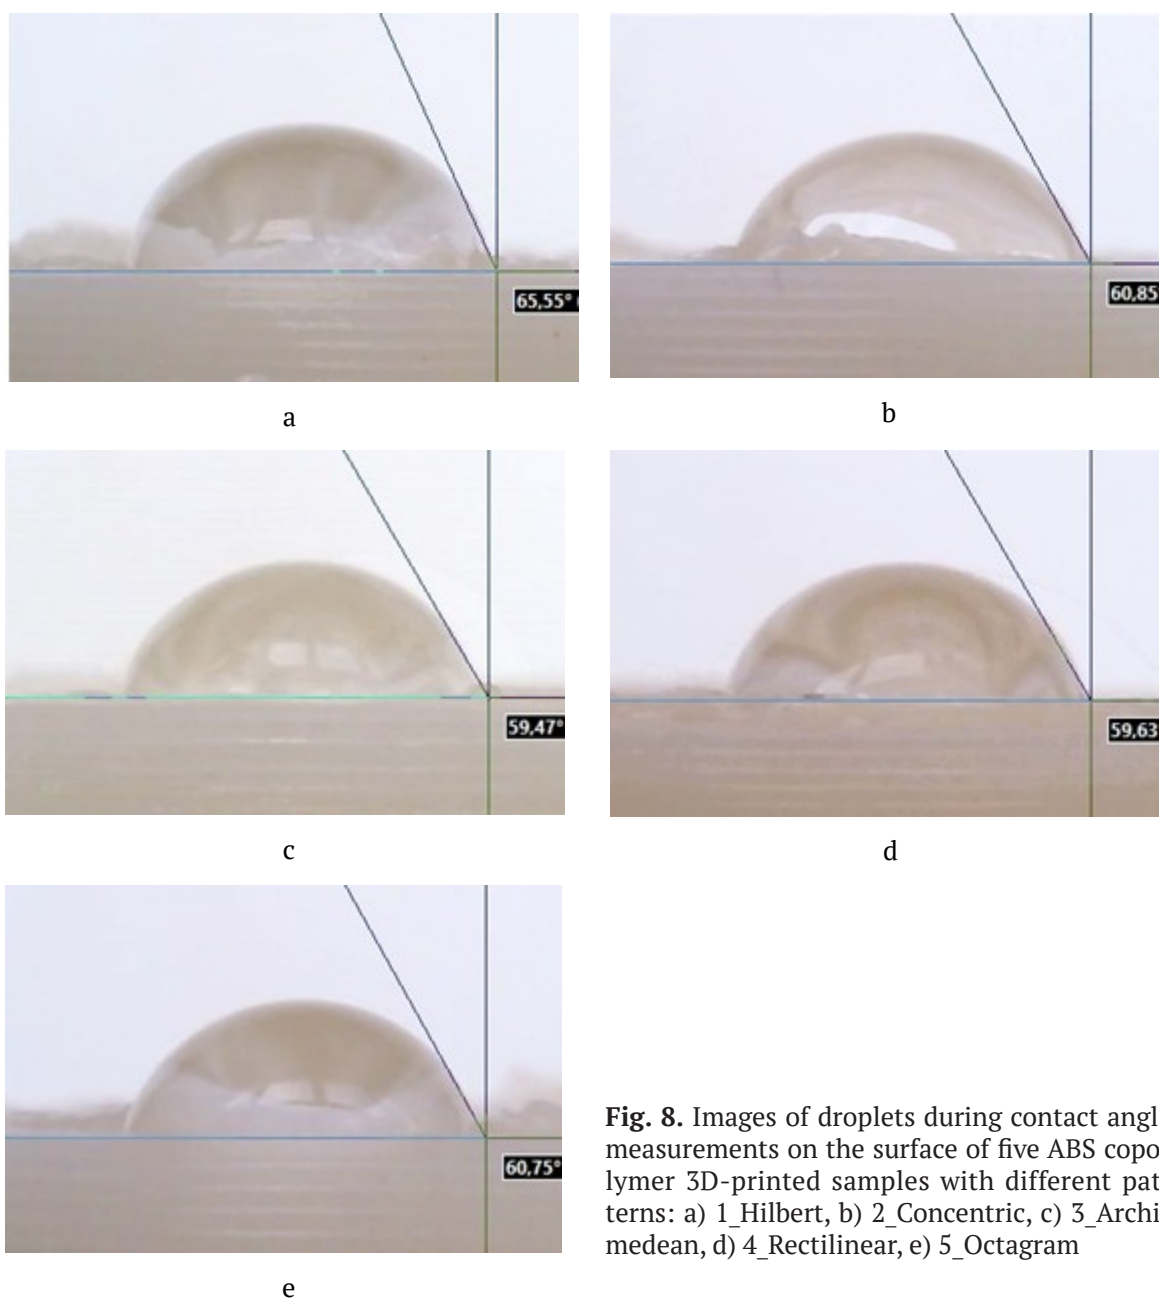 65,55°
60,85
a
b
59,47°
59,63
c
d
60,75°
Fig. 8. Images of droplets during contact angl
measurements on the surface of five ABS copo
lymer 3D-printed samples with different pat
terns: a) 1_Hilbert, b) 2_Concentric, c) 3_Archi
medean, d) 4_Rectilinear, e) 5_Octagram
e